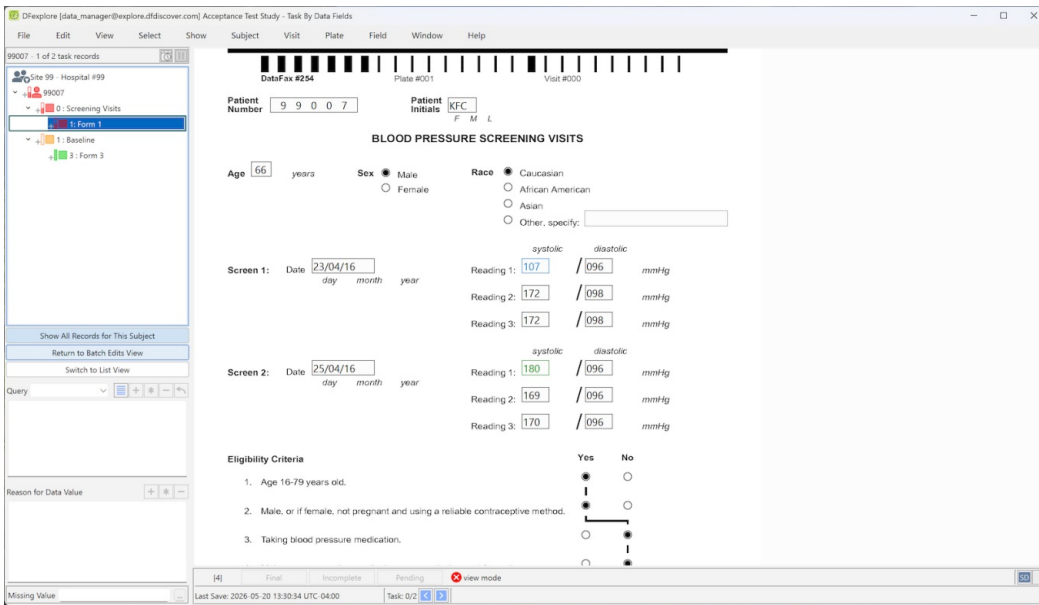 DFexplore [data_manager@explore.dfdiscover.com] Acceptance Test Study - Task By Data Fields
File Edit View Select Show Subject Visit Plate Field Window Help
99007 - 1 of 2 task records
Site 99 - Hospital #99
99007
0 : Screening Visits
1: Form 1
1 : Baseline
3 : Form 3
Show All Records for This Subject
Return to Batch Edits View
Switch to List View
Query
Reason for Data Value
Missing Value
DataFax #254 Plate #001 Visit #000
Patient Number 9 9 0 0 7 Patient Initials KFC
F M L
BLOOD PRESSURE SCREENING VISITS
Age 66 years Sex Male Race Caucasian
Female African American
Asian
Other, specify:
systolic diastolic
Screen 1: Date 23/04/16 Reading 1: 107 / 096 mmHg
day month year
Reading 2: 172 / 098 mmHg
Reading 3: 172 / 098 mmHg
systolic diastolic
Screen 2: Date 25/04/16 Reading 1: 180 / 096 mmHg
day month year
Reading 2: 169 / 096 mmHg
Reading 3: 170 / 096 mmHg
Eligibility Criteria Yes No
1. Age 16-79 years old.
2. Male, or if female, not pregnant and using a reliable contraceptive method.
3. Taking blood pressure medication.
[4] Final Incomplete Pending view mode SD
Last Save: 2026-05-20 13:30:34 UTC-04:00 Task: 0/2